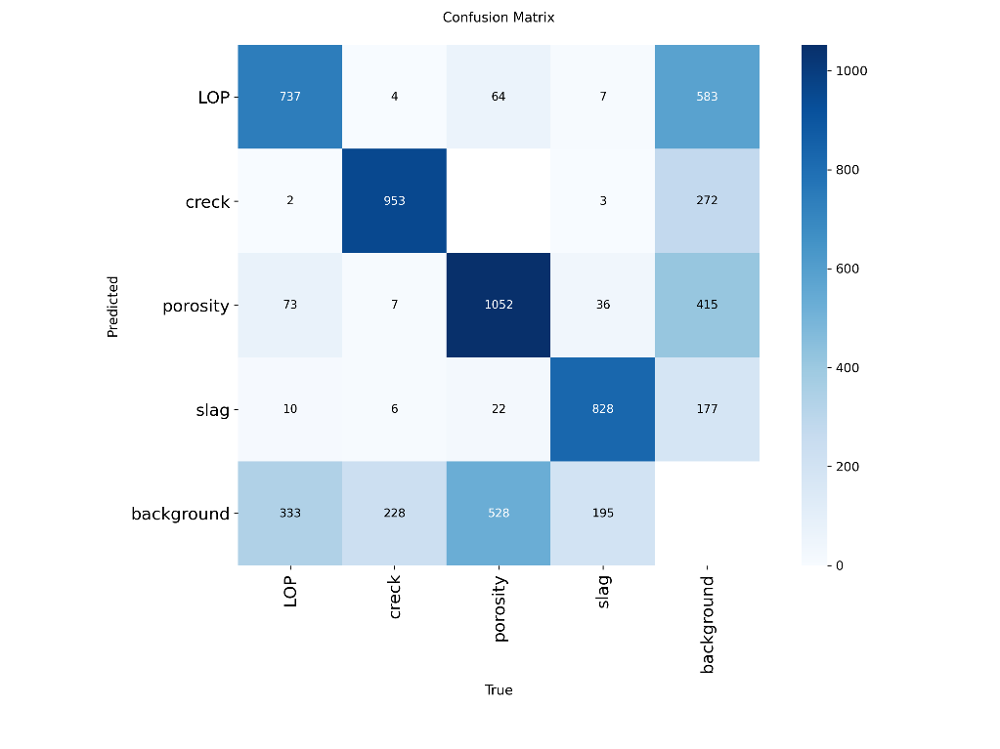 Confusion Matrix
LOP 737 4 64 7 583
creck 2 953 3 272
porosity 73 7 1052 36 415
slag 10 6 22 828 177
background 333 228 528 195
LOP creck porosity slag background
True
Predicted
1000
800
600
400
200
0